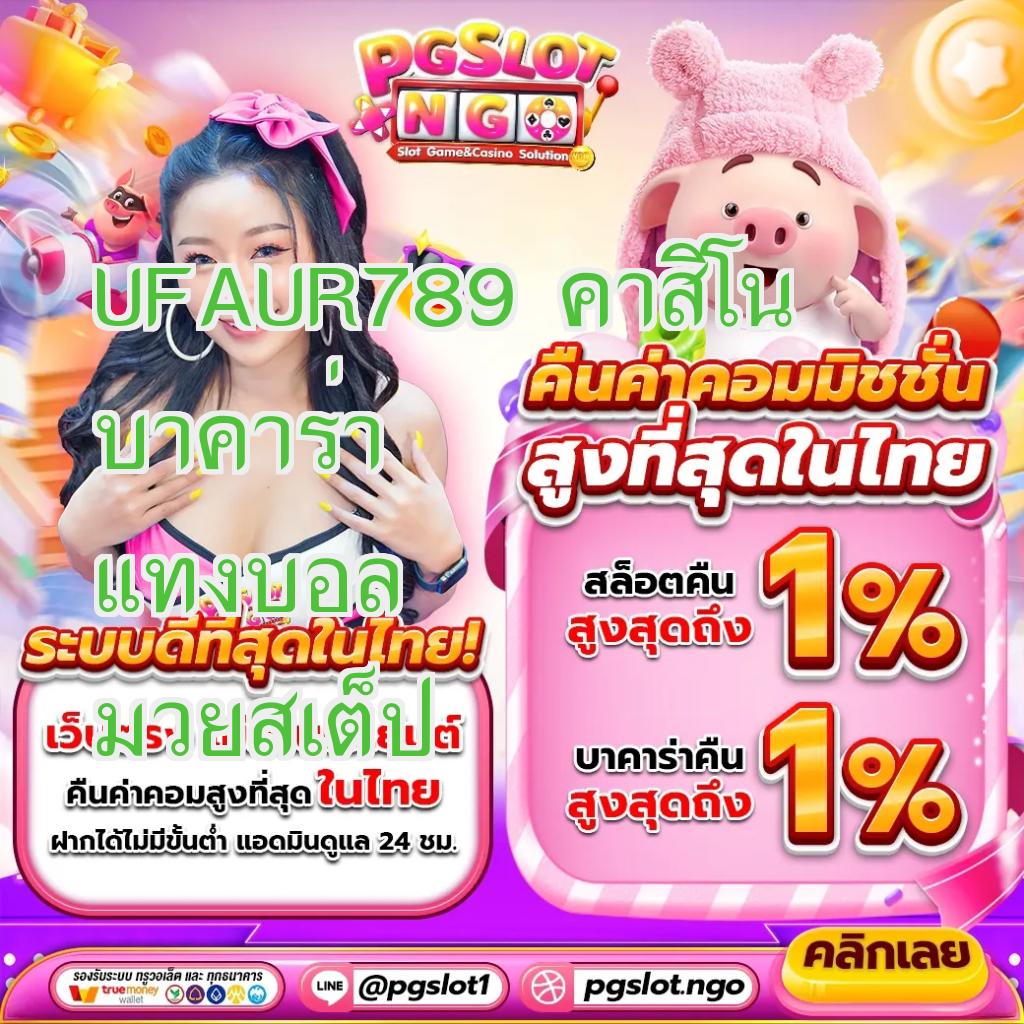 PGSLOT
NGO
Slot Game&Casino Solution
UFAUR789 คาสิโน
บาคาร่า
แทงบอล
มวยสเต็ป
คืนค่าคอมมิชชั่น
สูงที่สุดในไทย
สล็อตคืน
สูงสุดถึง
1%
บาคาร่าคืน
สูงสุดถึง
1%
ระบบดีที่สุดในไทย!
คืนค่าคอมสูงที่สุด ในไทย
ฝากได้ไม่มีขั้นต่ำ แอดมินดูแล 24 ชม.
คลิกเลย
รองรับระบบ ทรูวอเล็ต และ ทุกธนาคาร
truemoney
wallet
LINE @pgslot1
pgslot.ngo